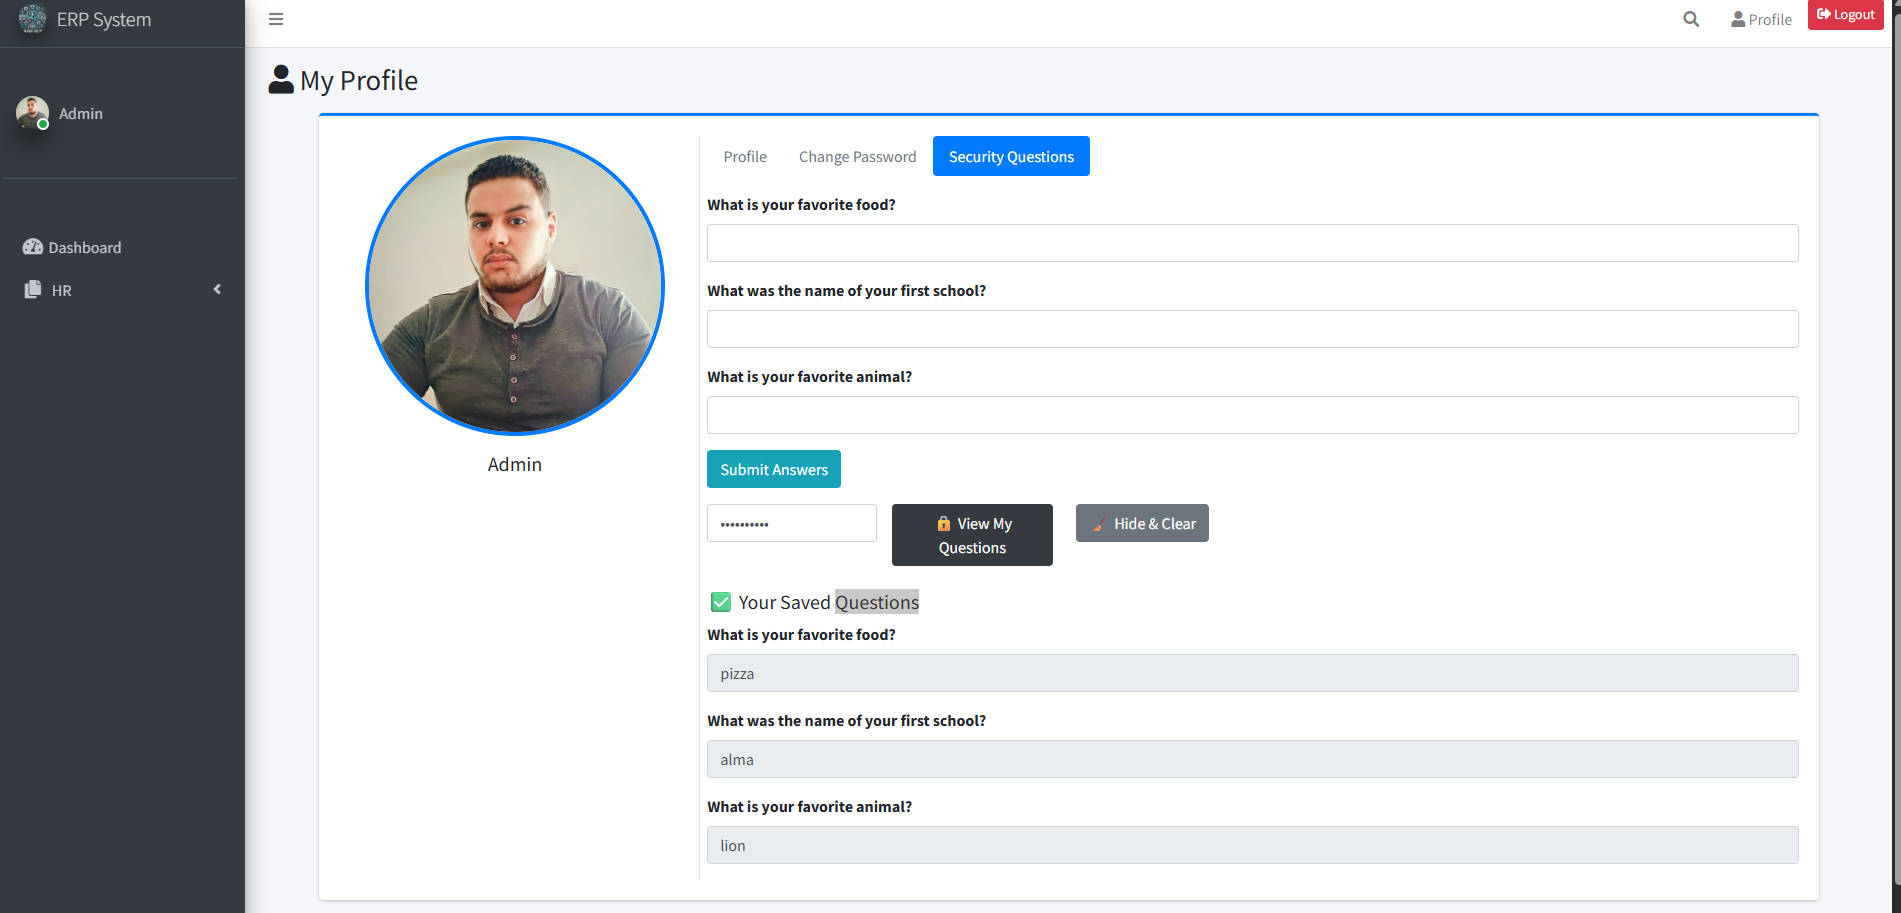 ERP System
Profile
Logout
Admin
Dashboard
HR
My Profile
Admin
Profile
Change Password
Security Questions
What is your favorite food?
What was the name of your first school?
What is your favorite animal?
Submit Answers
••••••••••
View My
Questions
Hide & Clear
Your Saved Questions
What is your favorite food?
pizza
What was the name of your first school?
alma
What is your favorite animal?
lion